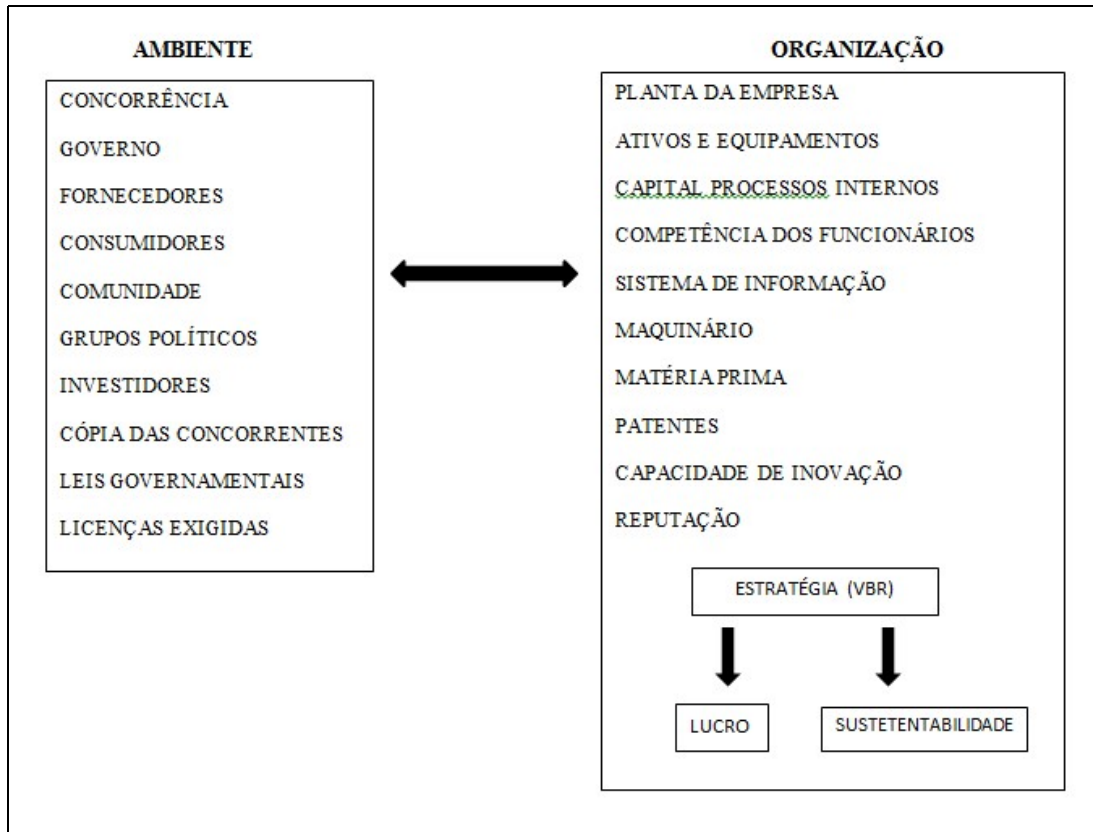 AMBIENTE
CONCORRÊNCIA
GOVERNO
FORNECEDORES
CONSUMIDORES
COMUNIDADE
GRUPOS POLÍTICOS
INVESTIDORES
CÓPIA DAS CONCORRENTES
LEIS GOVERNAMENTAIS
LICENÇAS EXIGIDAS
ORGANIZAÇÃO
PLANTA DA EMPRESA
ATIVOS E EQUIPAMENTOS
CAPITAL PROCESSOS INTERNOS
COMPETÊNCIA DOS FUNCIONÁRIOS
SISTEMA DE INFORMAÇÃO
MAQUINÁRIO
MATÉRIA PRIMA
PATENTES
CAPACIDADE DE INOVAÇÃO
REPUTAÇÃO
ESTRATÉGIA (VBR)
LUCRO
SUSTETENTABILIDADE